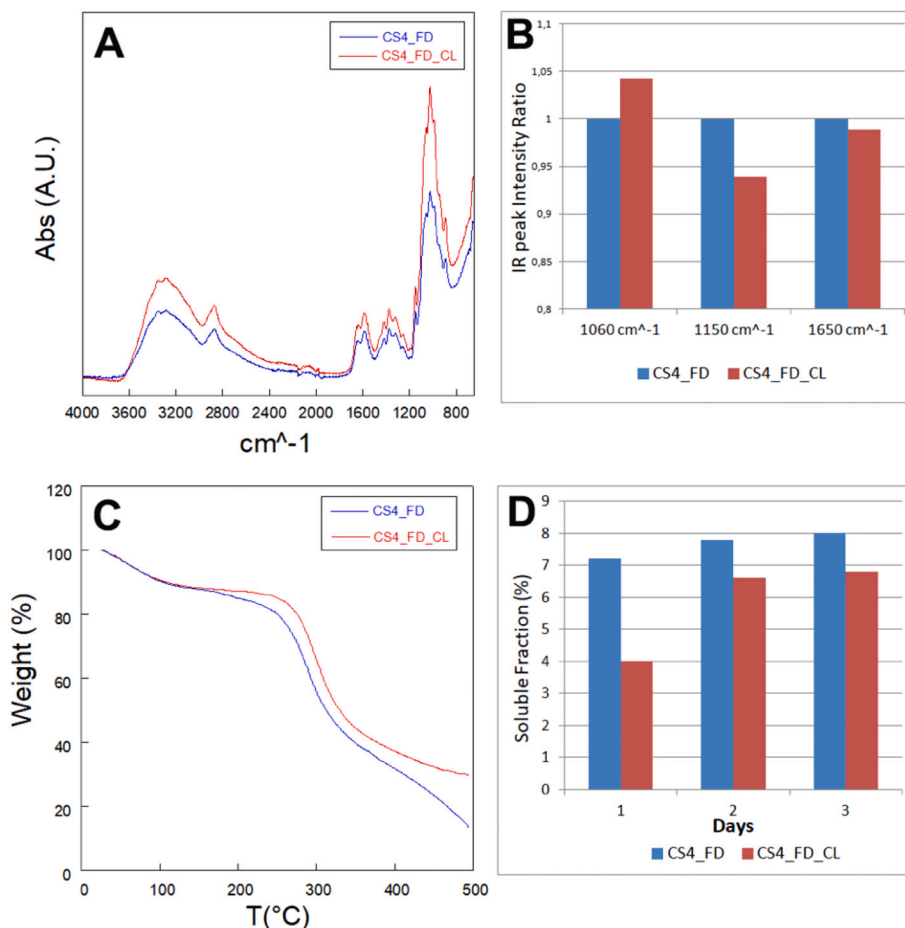 A
CS4_FD
CS4_FD_CL
Abs (A.U.)
4000 3600 3200 2800 2400 2000 1600 1200 800
cm^-1
B
1,1
1,05
1
0,95
0,9
0,85
0,8
IR peak Intensity Ratio
1060 cm^-1 1150 cm^-1 1650 cm^-1
CS4_FD CS4_FD_CL
C
CS4_FD
CS4_FD_CL
120
100
80
60
40
20
0
Weight (%)
0 100 200 300 400 500
T(°C)
D
9
8
7
6
5
4
3
2
1
0
Soluble Fraction (%)
1 2 3
Days
CS4_FD CS4_FD_CL